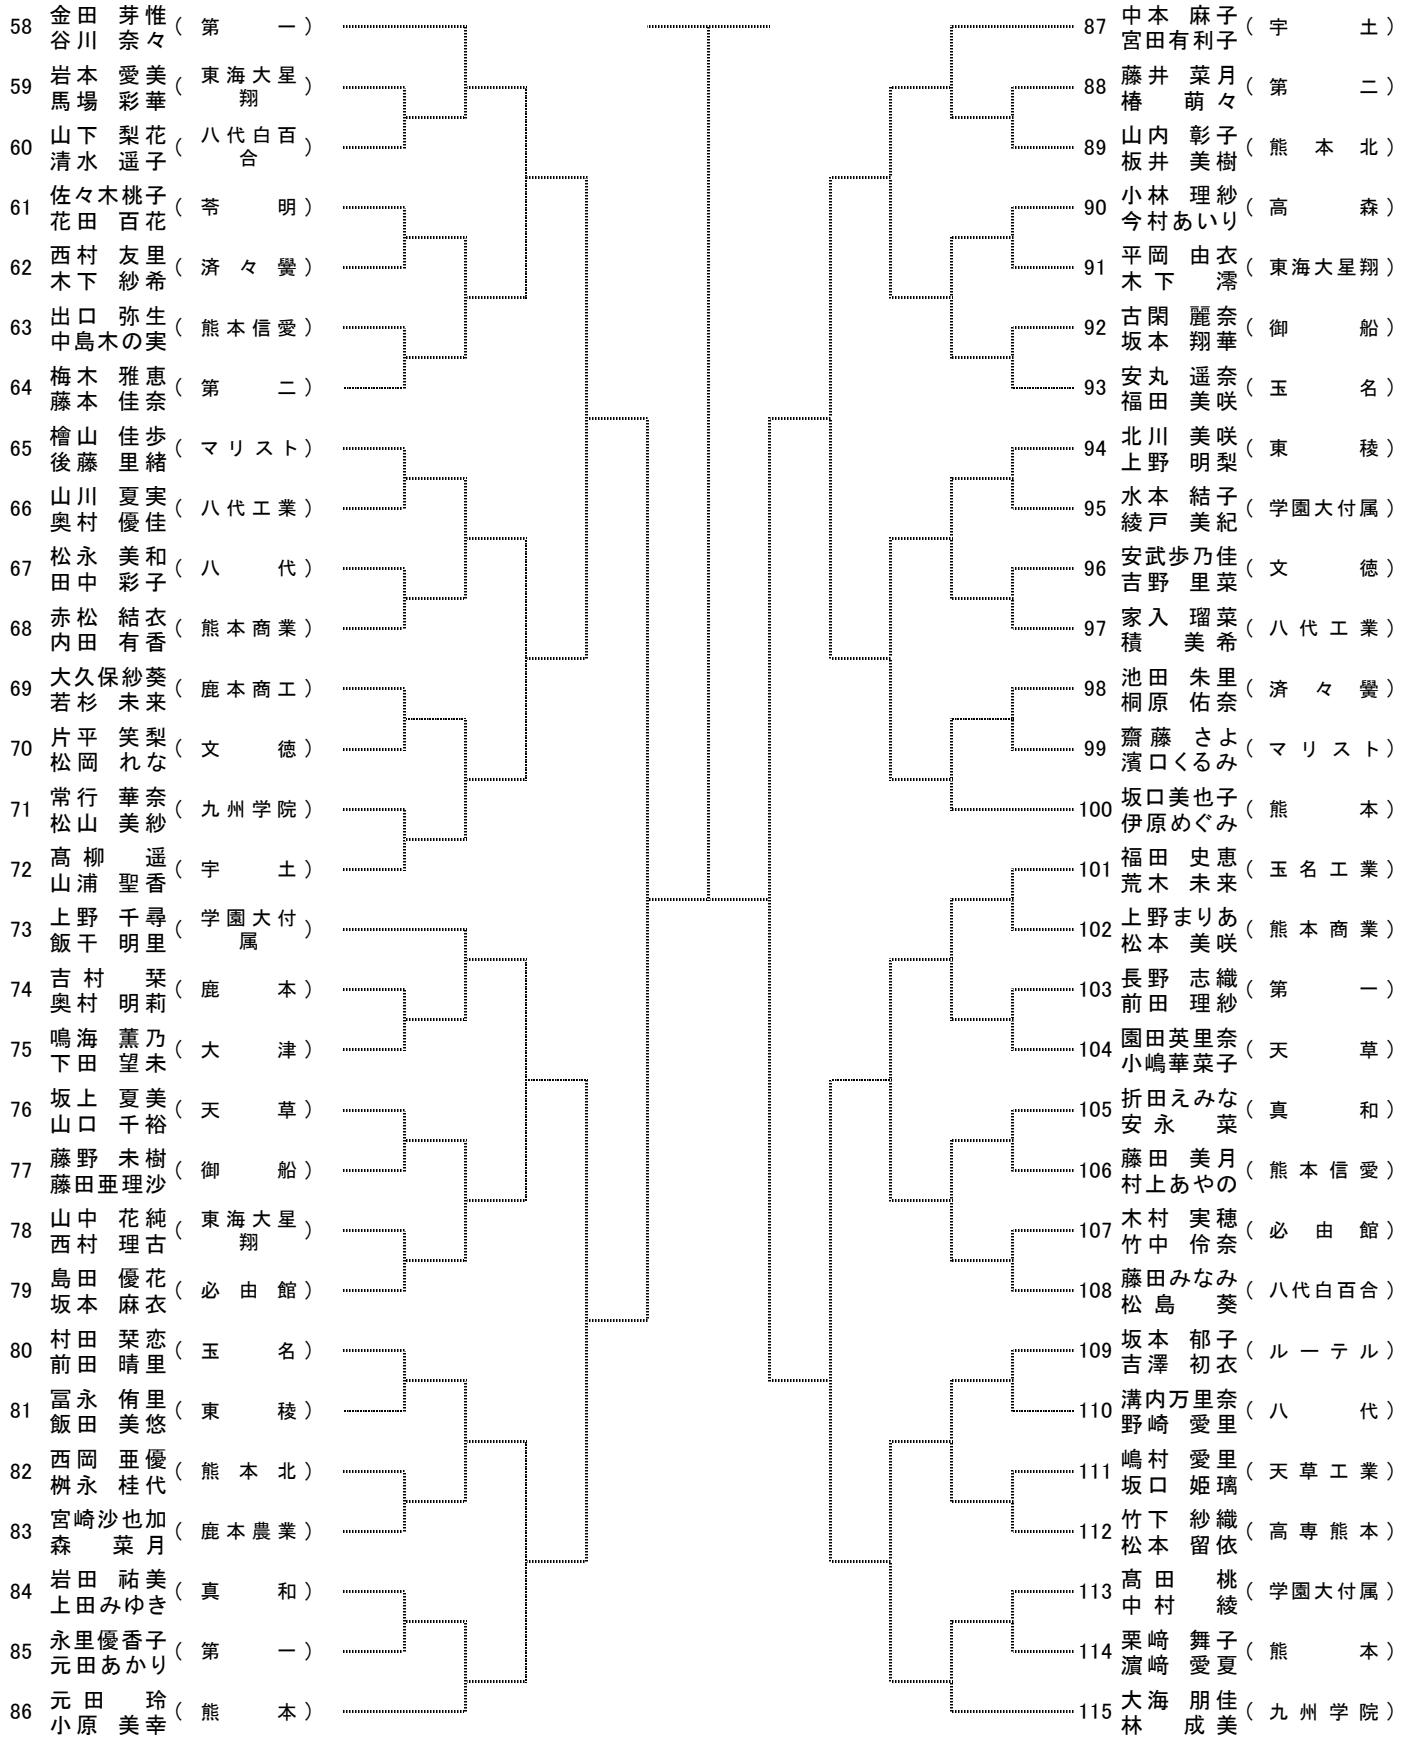 58 金田 芽惟 ( 第 一 )
谷川 奈々
59 岩本 愛美 ( 東海大星翔 )
馬場 彩華
60 山下 梨花 ( 八代白百合 )
清水 遥子
61 佐々木桃子 ( 苓 明 )
花田 百花
62 西村 友里 ( 済々黌 )
木下 紗希
63 出口 弥生 ( 熊本信愛 )
中島木の実
64 梅木 雅恵 ( 第 二 )
藤本 佳奈
65 檜山 佳歩 ( マリスト )
後藤 里緒
66 山川 夏実 ( 八代工業 )
奥村 優佳
67 松永 美和 ( 八 代 )
田中 彩子
68 赤松 結衣 ( 熊本商業 )
内田 有香
69 大久保紗葵 ( 鹿本商工 )
若杉 未来
70 片平 笑梨 ( 文 徳 )
松岡 れな
71 常行 華奈 ( 九州学院 )
松山 美紗
72 髙柳 遥 ( 宇 土 )
山浦 聖香
73 上野 千尋 ( 学園大付属 )
飯干 明里
74 吉村 栞 ( 鹿 本 )
奥村 明莉
75 鳴海 薫乃 ( 大 津 )
下田 望未
76 坂上 夏美 ( 天 草 )
山口 千裕
77 藤野 未樹 ( 御 船 )
藤田亜理沙
78 山中 花純 ( 東海大星翔 )
西村 理古
79 島田 優花 ( 必由館 )
坂本 麻衣
80 村田 栞恋 ( 玉 名 )
前田 晴里
81 冨永 侑里 ( 東 稜 )
飯田 美悠
82 西岡 亜優 ( 熊本北 )
桝永 桂代
83 宮崎沙也加 ( 鹿本農業 )
森 菜月
84 岩田 祐美 ( 真 和 )
上田みゆき
85 永里優香子 ( 第 一 )
元田あかり
86 元田 玲 ( 熊 本 )
小原 美幸
87 中本 麻子 ( 宇 土 )
宮田有利子
88 藤井 菜月 ( 第 二 )
椿 萌々
89 山内 彰子 ( 熊本北 )
板井 美樹
90 小林 理紗 ( 高 森 )
今村あいり
91 平岡 由衣 ( 東海大星翔 )
木下 澪
92 古閑 麗奈 ( 御 船 )
坂本 翔華
93 安丸 遥奈 ( 玉 名 )
福田 美咲
94 北川 美咲 ( 東 稜 )
上野 明梨
95 水本 結子 ( 学園大付属 )
綾戸 美紀
96 安武歩乃佳 ( 文 徳 )
吉野 里菜
97 家入 瑠菜 ( 八代工業 )
積 美希
98 池田 朱里 ( 済々黌 )
桐原 佑奈
99 齋藤 さよ ( マリスト )
濱口くるみ
100 坂口美也子 ( 熊 本 )
伊原めぐみ
101 福田 史恵 ( 玉名工業 )
荒木 未来
102 上野まりあ ( 熊本商業 )
松本 美咲
103 長野 志織 ( 第 一 )
前田 理紗
104 園田英里奈 ( 天 草 )
小嶋華菜子
105 折田えみな ( 真 和 )
安永 菜
106 藤田 美月 ( 熊本信愛 )
村上あやの
107 木村 実穂 ( 必由館 )
竹中 伶奈
108 藤田みなみ ( 八代白百合 )
松島 葵
109 坂本 郁子 ( ルーテル )
吉澤 初衣
110 溝内万里奈 ( 八 代 )
野崎 愛里
111 嶋村 愛里 ( 天草工業 )
坂口 姫璃
112 竹下 紗織 ( 高専熊本 )
松本 留依
113 髙田 桃 ( 学園大付属 )
中村 綾
114 栗﨑 舞子 ( 熊 本 )
濵﨑 愛夏
115 大海 朋佳 ( 九州学院 )
林 成美